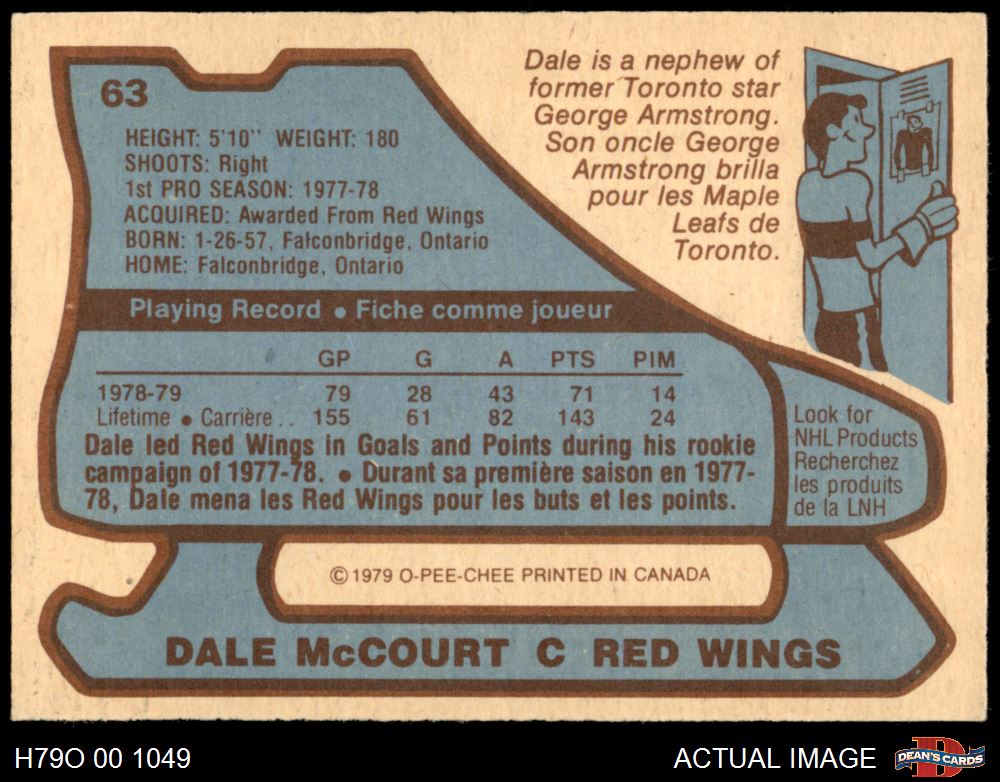 63
HEIGHT: 5'10" WEIGHT: 180
SHOOTS: Right
1st PRO SEASON: 1977-78
ACQUIRED: Awarded From Red Wings
BORN: 1-26-57, Falconbridge, Ontario
HOME: Falconbridge, Ontario
Dale is a nephew of
former Toronto star
George Armstrong.
Son oncle George
Armstrong brilla
pour les Maple
Leafs de
Toronto.
Playing Record • Fiche comme joueur
GP G A PTS PIM
1978-79 79 28 43 71 14
Lifetime • Carrière . . 155 61 82 143 24
Dale led Red Wings in Goals and Points during his rookie
campaign of 1977-78. • Durant sa première saison en 1977-
78, Dale mena les Red Wings pour les buts et les points.
Look for
NHL Products
Recherchez
les produits
de la LNH
© 1979 O-PEE-CHEE PRINTED IN CANADA
DALE McCOURT C RED WINGS
H79O 00 1049
ACTUAL IMAGE
D
DEAN'S CARDS